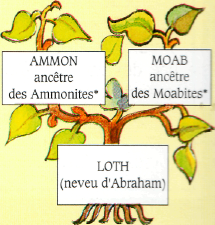 AMMON
ancêtre
des Ammonites*
MOAB
ancêtre
des Moabites*
LOTH
(neveu d'Abraham)